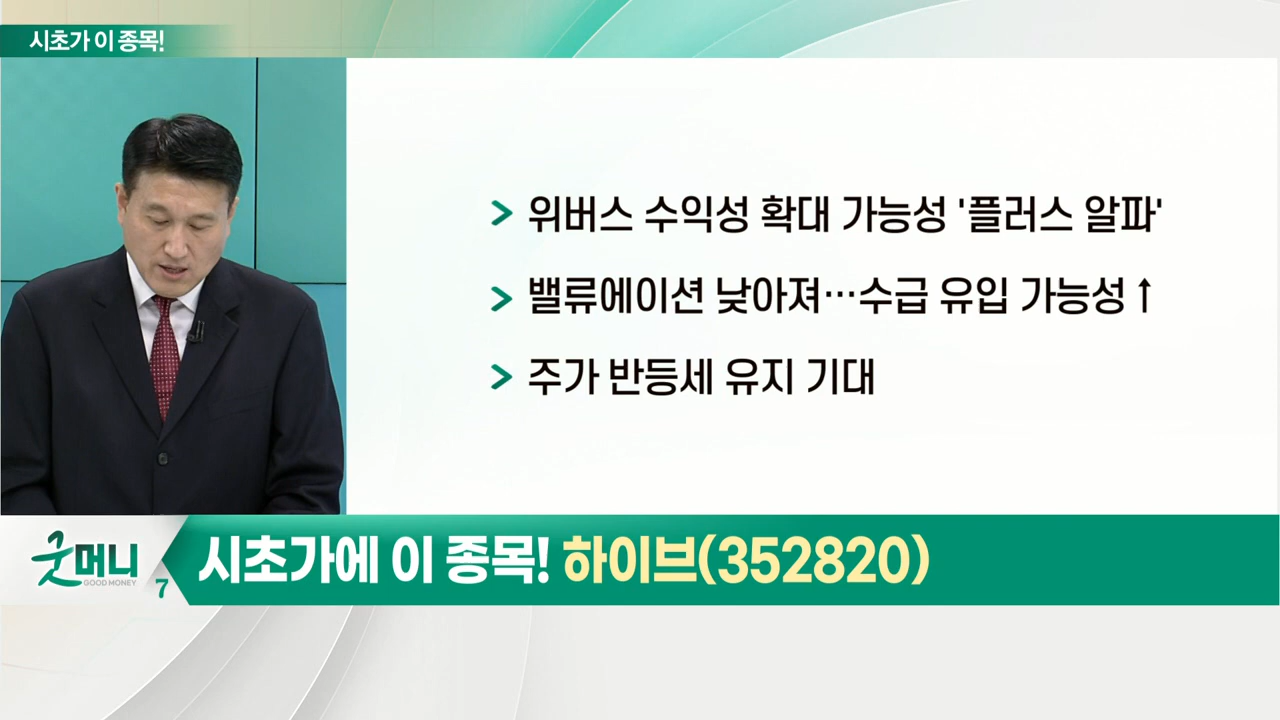 시초가 이 종목!
> 위버스 수익성 확대 가능성 '플러스 알파'
> 밸류에이션 낮아져…수급 유입 가능성↑
> 주가 반등세 유지 기대
굿머니
GOOD MONEY
7
시초가에 이 종목! 하이브(352820)